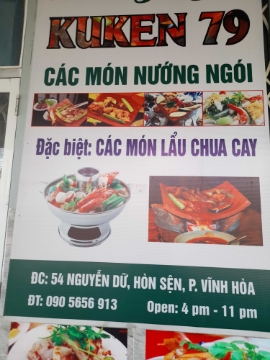 KUKEN 79
CÁC MÓN NƯỚNG NGÓI
Đặc biệt: CÁC MÓN LẨU CHUA CAY
ĐC: 54 NGUYỄN DỮ, HÒN SỆN, P. VĨNH HÒA
ĐT: 090 5656 913 Open: 4 pm - 11 pm